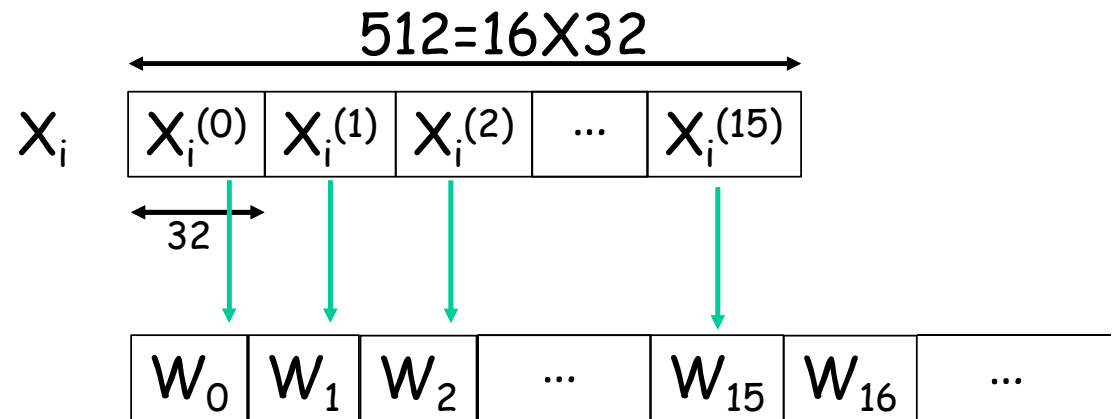 512=16X32
Xᵢ Xᵢ⁽⁰⁾ Xᵢ⁽¹⁾ Xᵢ⁽²⁾ ... Xᵢ⁽¹⁵⁾
32
W₀ W₁ W₂ ... W₁₅ W₁₆ ...